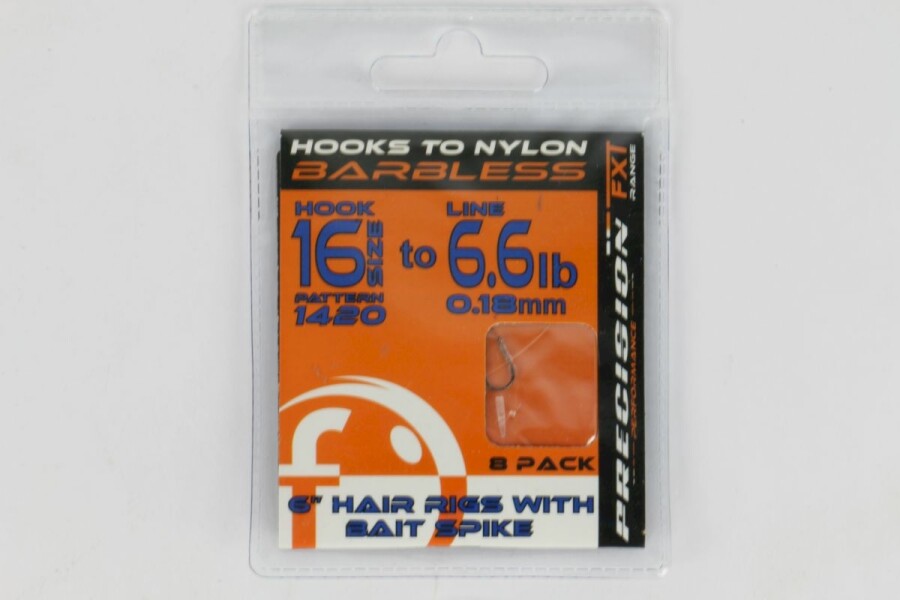 HOOKS TO NYLON
BARBLESS
HOOK
16 SIZE
PATTERN
1420
to
LINE
6.6lb
0.18mm
8 PACK
6" HAIR RIGS WITH
BAIT SPIKE
f
PRECISION
PERFORMANCE
FXT
RANGE